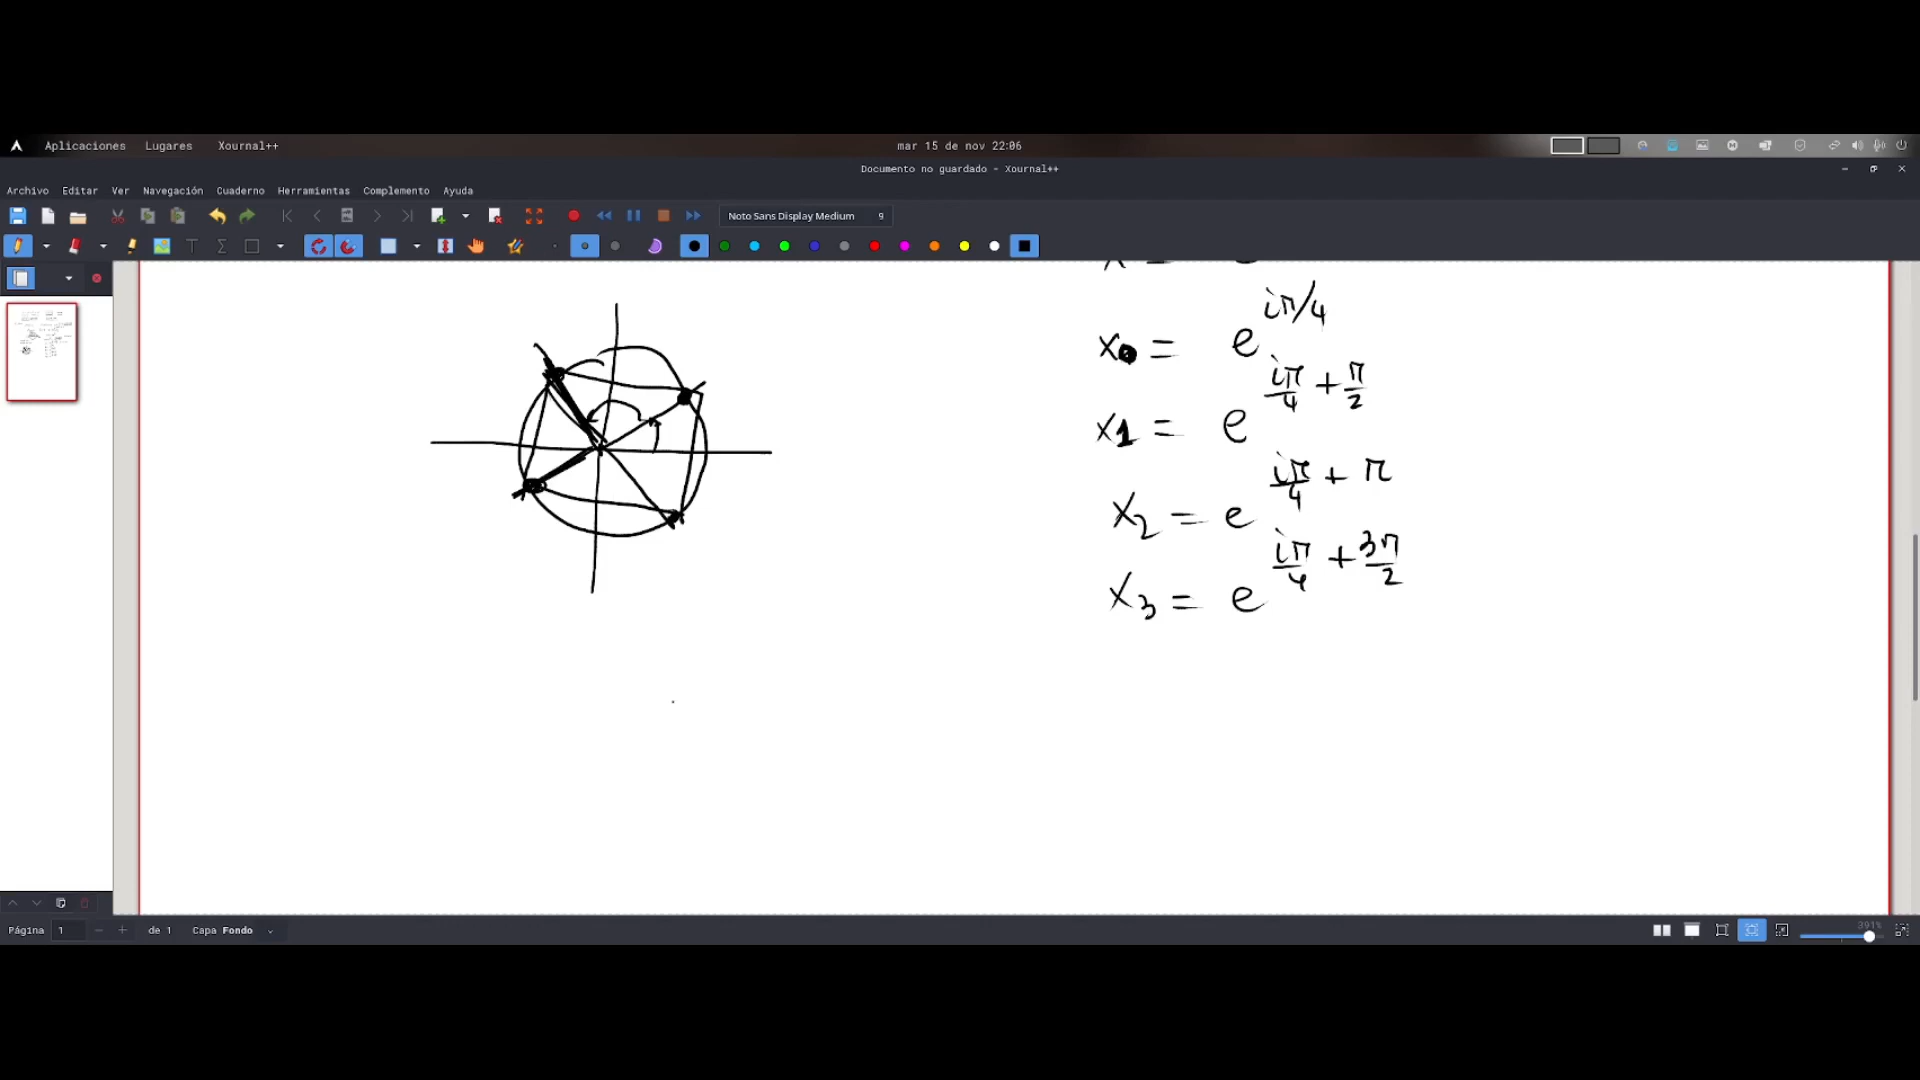 Aplicaciones Lugares Xournal++ mar 15 de nov 22:06
Documento no guardado - Xournal++
Archivo Editar Ver Navegación Cuaderno Herramientas Complemento Ayuda
Noto Sans Display Medium 9
x0 = e^{iπ/4}
x1 = e^{iπ/4 + π/2}
x2 = e^{iπ/4 + π}
x3 = e^{iπ/4 + 3π/2}
Página 1 de 1 Capa Fondo 391%